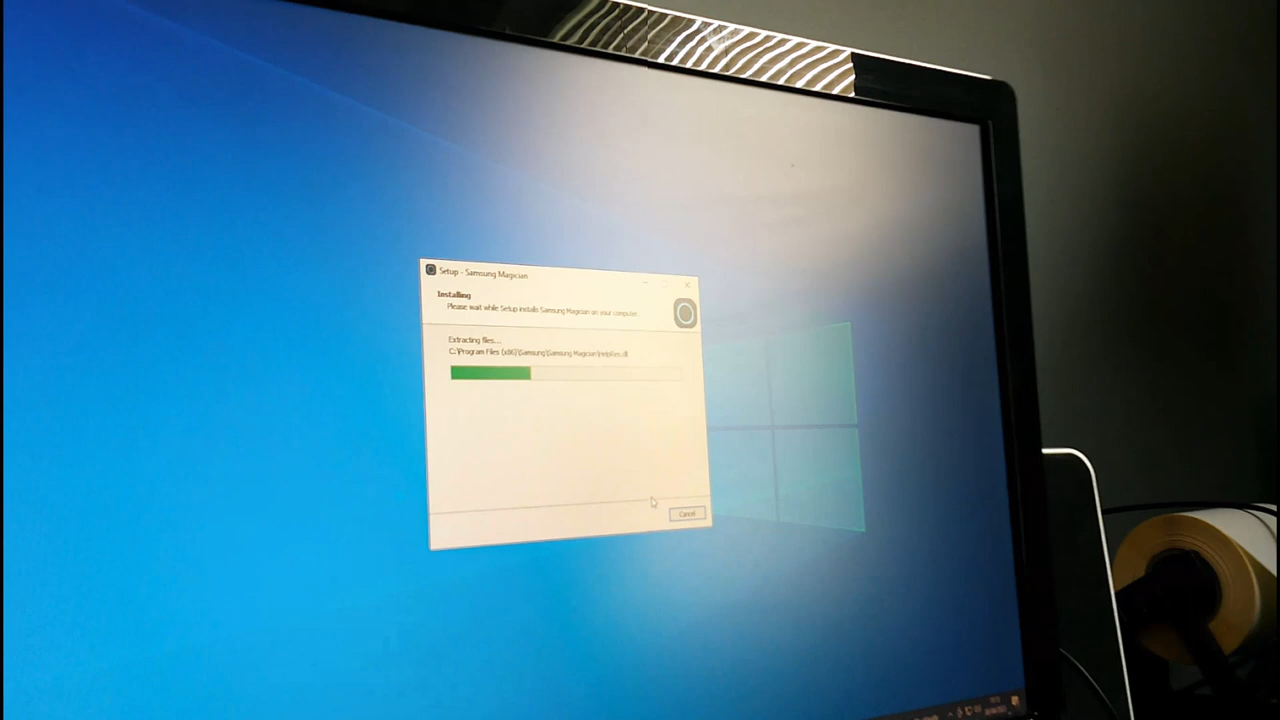 Setup - Samsung Magician
Installing
Please wait while Setup installs Samsung Magician on your computer.
Extracting files...
C:\Program Files (x86)\Samsung\Samsung Magician\HelpRes.dll
Cancel